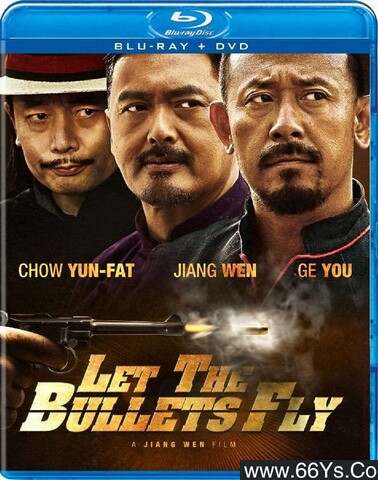 Blu-ray Disc
BLU-RAY + DVD
CHOW YUN-FAT JIANG WEN GE YOU
LET THE
BULLETS FLY
A JIANG WEN FILM
www.66Ys.Co